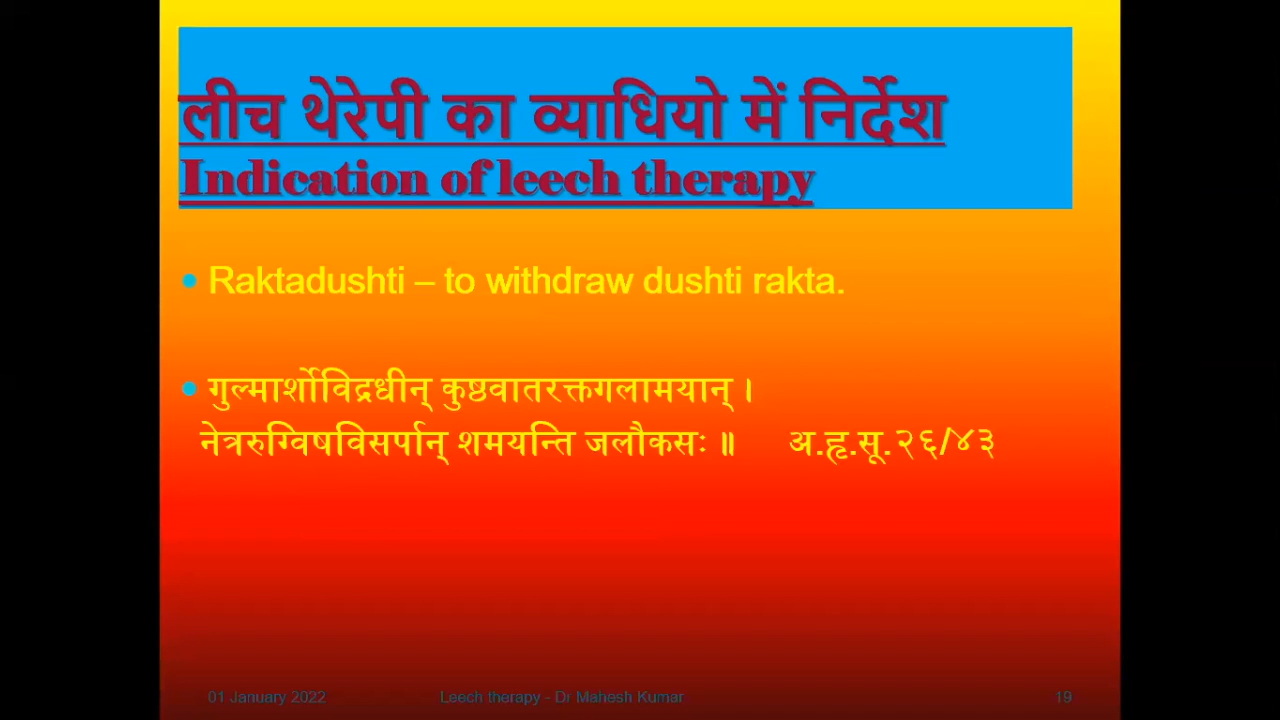 लीच थेरेपी का व्याधियो में निर्देश
Indication of leech therapy
Raktadushti – to withdraw dushti rakta.
गुल्मार्शोविद्रधीन् कुष्ठवातरक्तगलामयान् ।
नेत्ररुग्विषविसर्पान् शमयन्ति जलौकसः ॥ अ.हृ.सू.२६/४३
01 January 2022 Leech therapy - Dr Mahesh Kumar 19